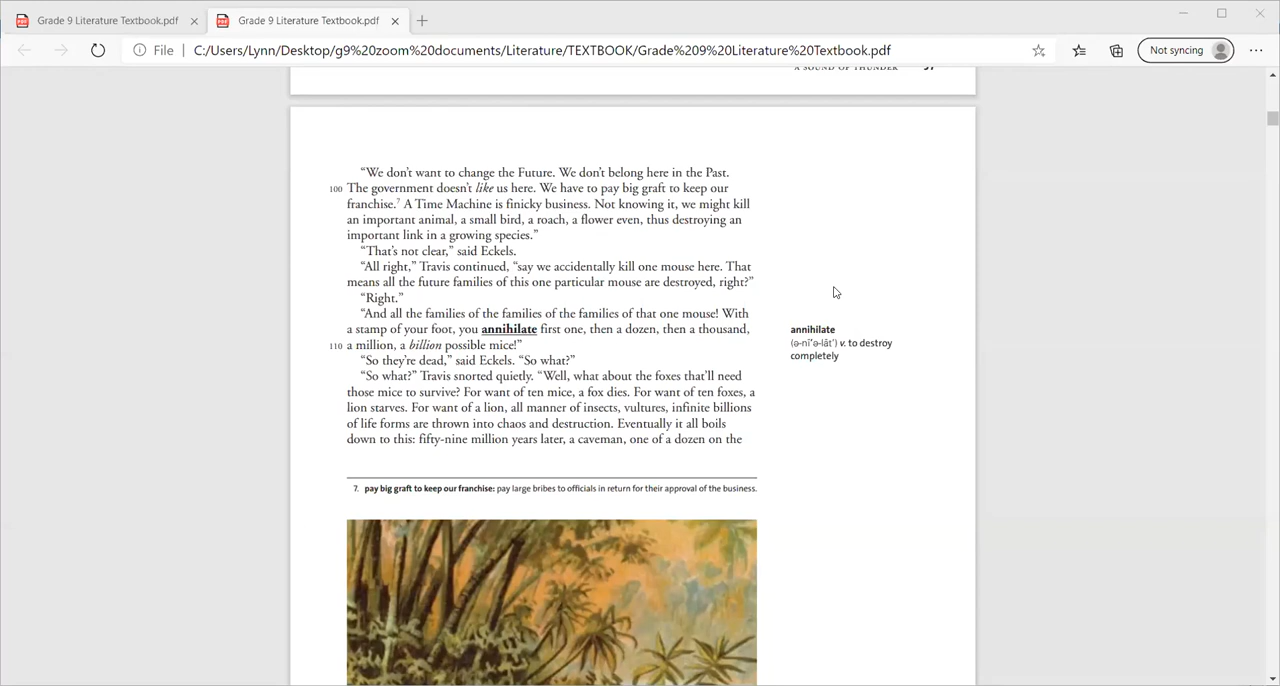 Grade 9 Literature Textbook.pdf
Grade 9 Literature Textbook.pdf
File
C:/Users/Lynn/Desktop/g9%20zoom%20documents/Literature/TEXTBOOK/Grade%209%20Literature%20Textbook.pdf
Not syncing
A SOUND OF THUNDER 37
“We don’t want to change the Future. We don’t belong here in the Past.
100 The government doesn’t like us here. We have to pay big graft to keep our
franchise.7 A Time Machine is finicky business. Not knowing it, we might kill
an important animal, a small bird, a roach, a flower even, thus destroying an
important link in a growing species.”
“That’s not clear,” said Eckels.
“All right,” Travis continued, “say we accidentally kill one mouse here. That
means all the future families of this one particular mouse are destroyed, right?”
“Right.”
“And all the families of the families of the families of that one mouse! With
a stamp of your foot, you annihilate first one, then a dozen, then a thousand,
110 a million, a billion possible mice!”
“So they’re dead,” said Eckels. “So what?”
“So what?” Travis snorted quietly. “Well, what about the foxes that’ll need
those mice to survive? For want of ten mice, a fox dies. For want of ten foxes, a
lion starves. For want of a lion, all manner of insects, vultures, infinite billions
of life forms are thrown into chaos and destruction. Eventually it all boils
down to this: fifty-nine million years later, a caveman, one of a dozen on the
annihilate
(ə-nī′ə-lāt′) v. to destroy
completely
7. pay big graft to keep our franchise: pay large bribes to officials in return for their approval of the business.